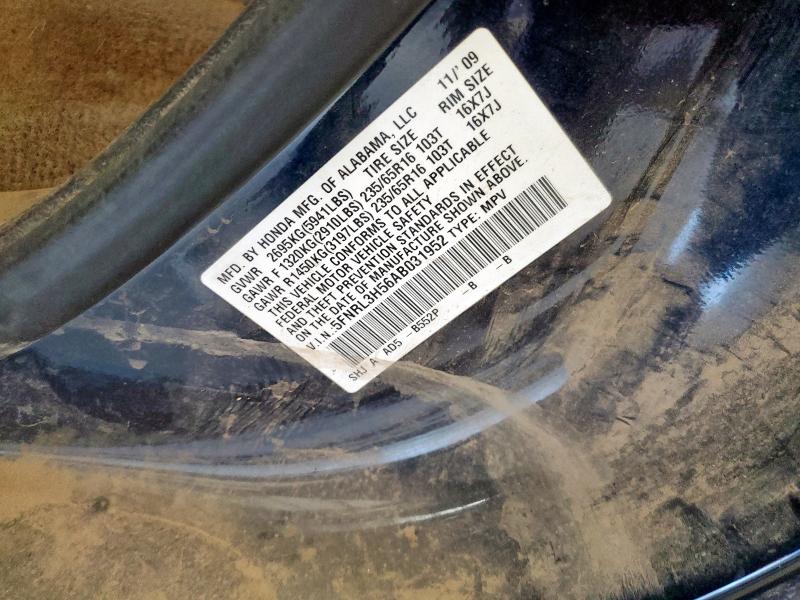 MFD. BY HONDA MFG. OF ALABAMA, LLC 11/'09
GVWR 2695KG(5941LBS) TIRE SIZE RIM SIZE
GAWR F 1320KG(2910LBS) 235/65R16 103T 16X7J
GAWR R 1450KG(3197LBS) 235/65R16 103T 16X7J
THIS VEHICLE CONFORMS TO ALL APPLICABLE
FEDERAL MOTOR VEHICLE SAFETY
AND THEFT PREVENTION STANDARDS IN EFFECT
ON THE DATE OF MANUFACTURE SHOWN ABOVE.
V.I.N. 5FNRL3H56AB031952 TYPE: MPV
SHJ A AD5 -B552P -B -B